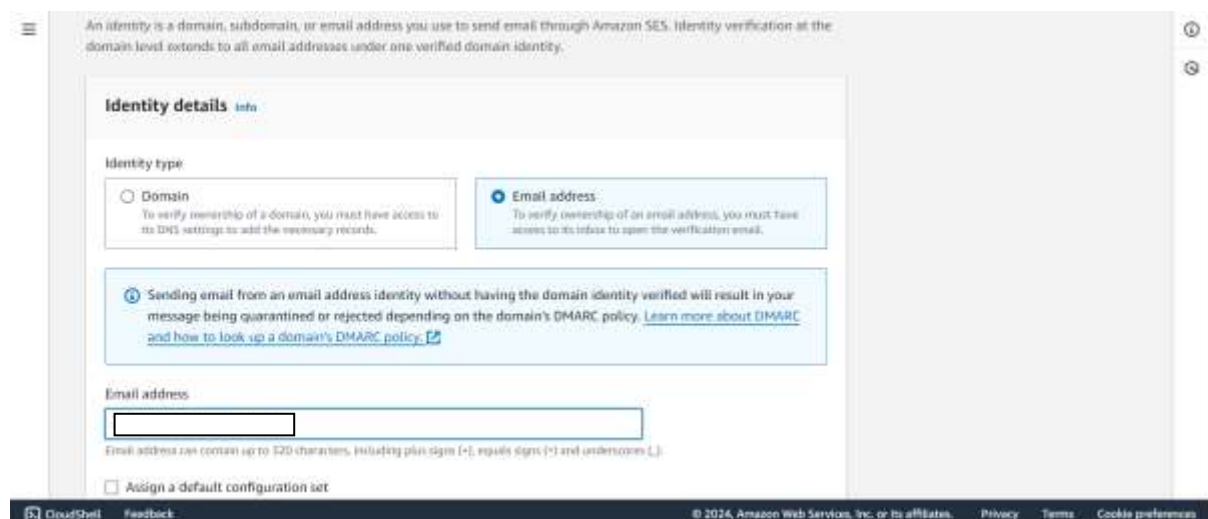 An identity is a domain, subdomain, or email address you use to send email through Amazon SES. Identity verification at the
domain level extends to all email addresses under one verified domain identity.
Identity details Info
Identity type
Domain
To verify ownership of a domain, you must have access to
its DNS settings to add the necessary records.
Email address
To verify ownership of an email address, you must have
access to its inbox to open the verification email.
Sending email from an email address identity without having the domain identity verified will result in your
message being quarantined or rejected depending on the domain's DMARC policy. Learn more about DMARC
and how to look up a domain's DMARC policy.
Email address
Email address can contain up to 320 characters, including plus signs (+), equals signs (=) and underscores (_).
Assign a default configuration set
CloudShell Feedback © 2024, Amazon Web Services, Inc. or its affiliates. Privacy Terms Cookie preferences